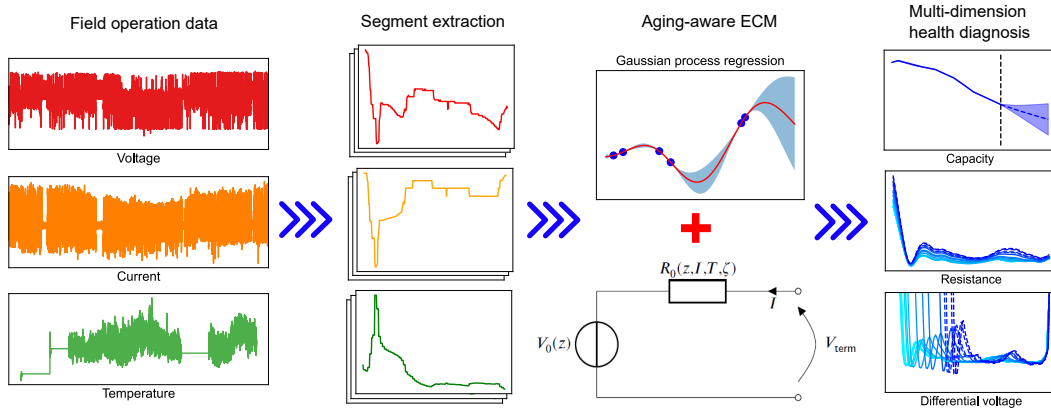 Field operation data
Segment extraction
Aging-aware ECM
Multi-dimension
health diagnosis
Gaussian process regression
Voltage
Capacity
Current
R₀(z,I,T,ζ)
I
V₀(z)
V_term
Resistance
Temperature
Differential voltage